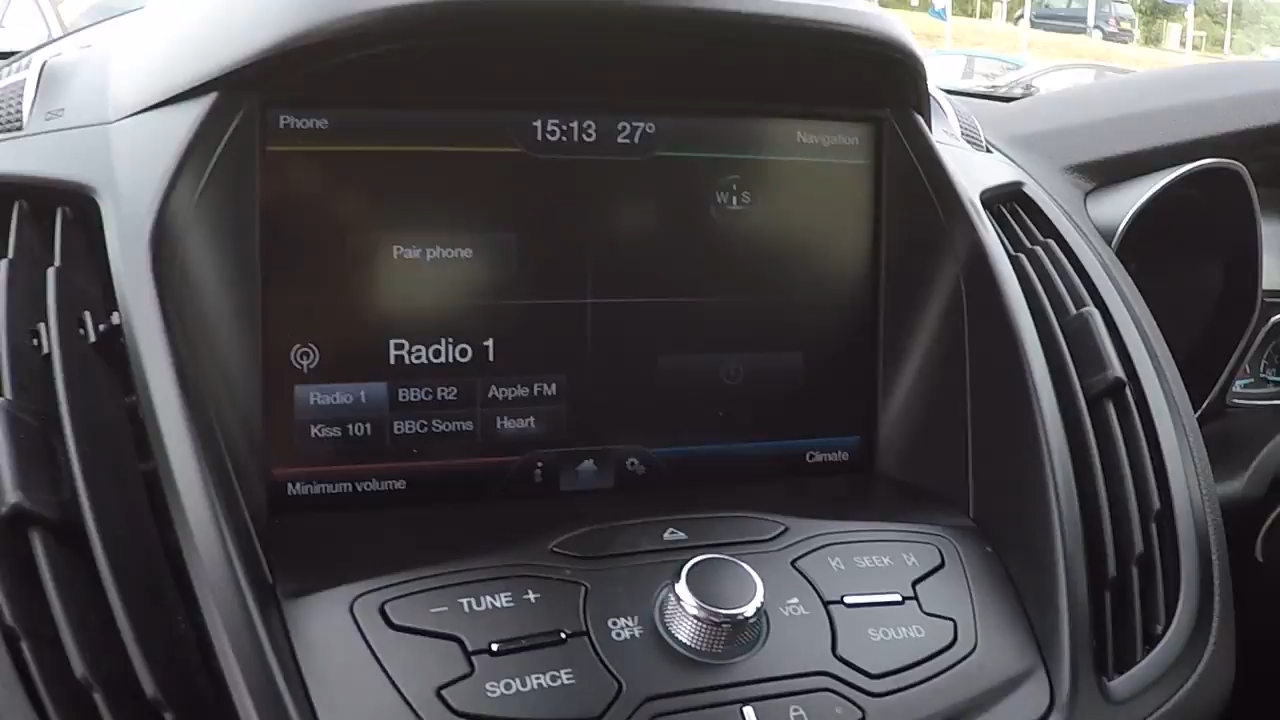 Phone
15:13 27°
Navigation
W S
Pair phone
Radio 1
Radio 1 BBC R2 Apple FM
Kiss 101 BBC Soms Heart
Minimum volume
Climate
SEEK
- TUNE +
ON/
OFF
VOL
SOUND
SOURCE